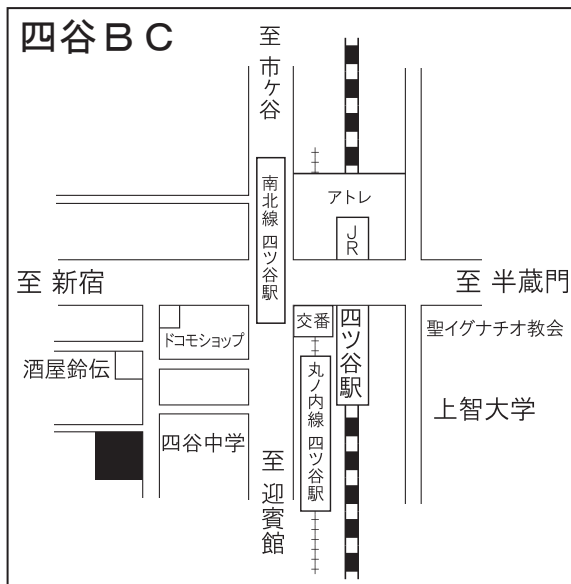 四谷BC
至 市ヶ谷
南北線 四ツ谷駅
アトレ
JR
至 新宿
至 半蔵門
交番
四ツ谷駅
聖イグナチオ教会
ドコモショップ
酒屋鈴伝
丸ノ内線 四ツ谷駅
上智大学
四谷中学
至 迎賓館